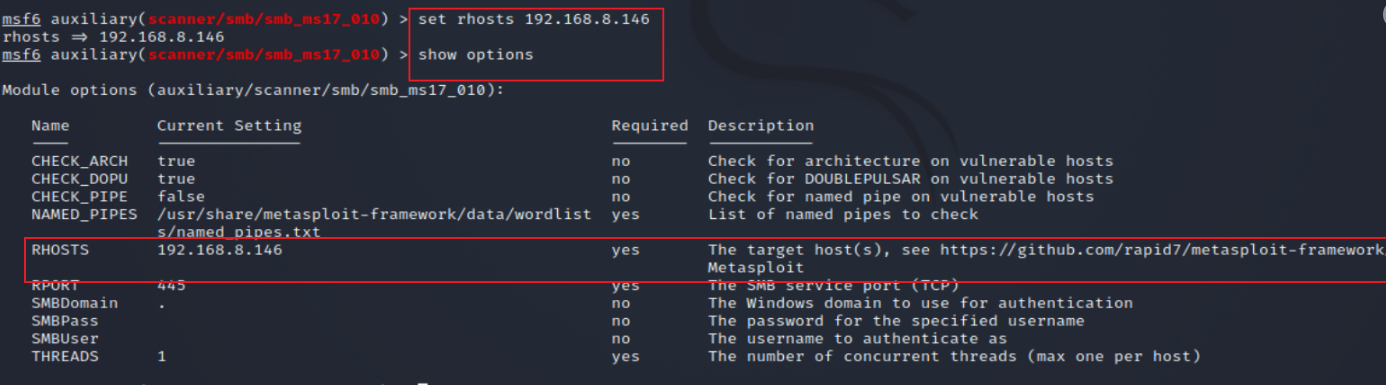 msf6 auxiliary(scanner/smb/smb_ms17_010) > set rhosts 192.168.8.146
rhosts => 192.168.8.146
msf6 auxiliary(scanner/smb/smb_ms17_010) > show options
Module options (auxiliary/scanner/smb/smb_ms17_010):
Name Current Setting Required Description
CHECK_ARCH true no Check for architecture on vulnerable hosts
CHECK_DOPU true no Check for DOUBLEPULSAR on vulnerable hosts
CHECK_PIPE false no Check for named pipe on vulnerable hosts
NAMED_PIPES /usr/share/metasploit-framework/data/wordlist yes List of named pipes to check
s/named_pipes.txt
RHOSTS 192.168.8.146 yes The target host(s), see https://github.com/rapid7/metasploit-framework/
Metasploit
RPORT 445 yes The SMB service port (TCP)
SMBDomain . no The Windows domain to use for authentication
SMBPass no The password for the specified username
SMBUser no The username to authenticate as
THREADS 1 yes The number of concurrent threads (max one per host)